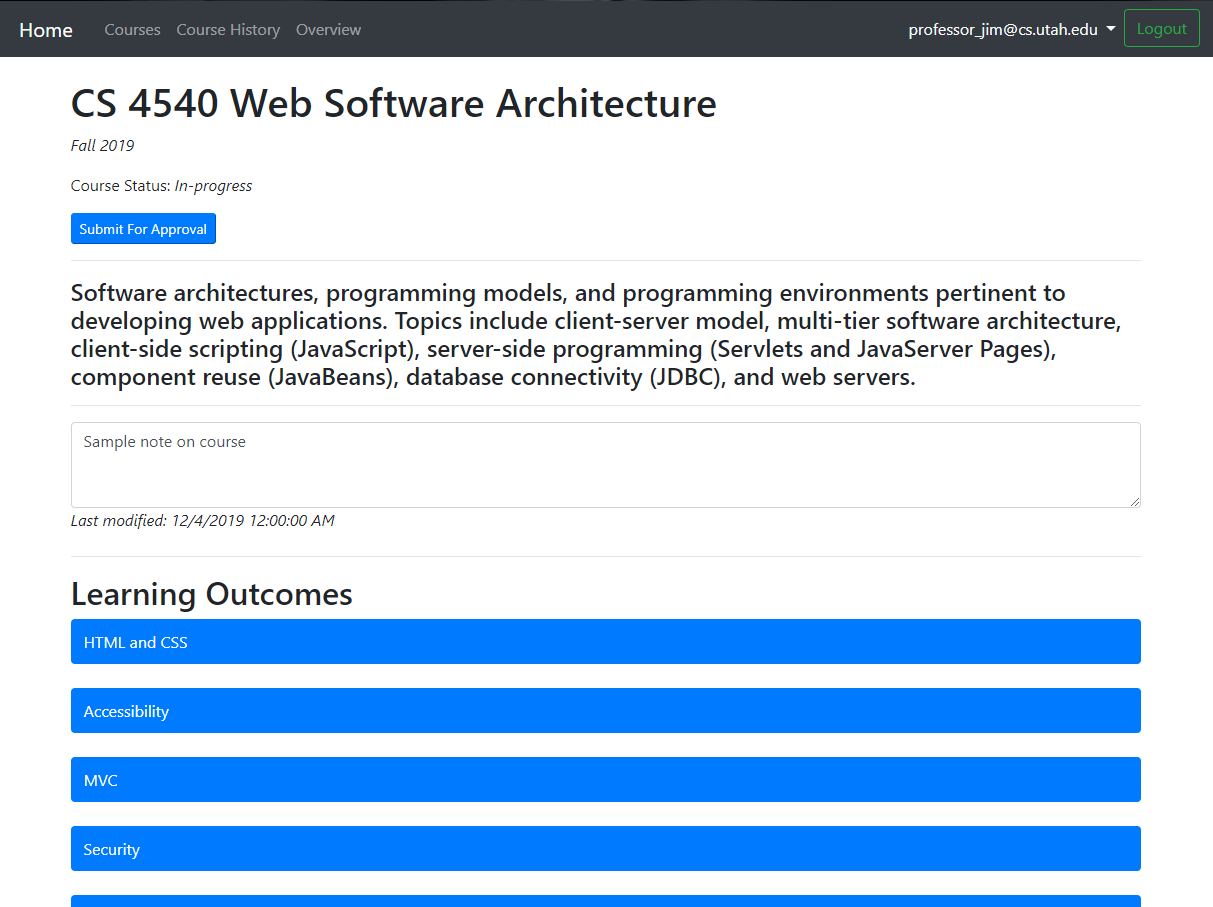 Home Courses Course History Overview professor_jim@cs.utah.edu Logout
CS 4540 Web Software Architecture
Fall 2019
Course Status: In-progress
Submit For Approval
Software architectures, programming models, and programming environments pertinent to
developing web applications. Topics include client-server model, multi-tier software architecture,
client-side scripting (JavaScript), server-side programming (Servlets and JavaServer Pages),
component reuse (JavaBeans), database connectivity (JDBC), and web servers.
Sample note on course
Last modified: 12/4/2019 12:00:00 AM
Learning Outcomes
HTML and CSS
Accessibility
MVC
Security